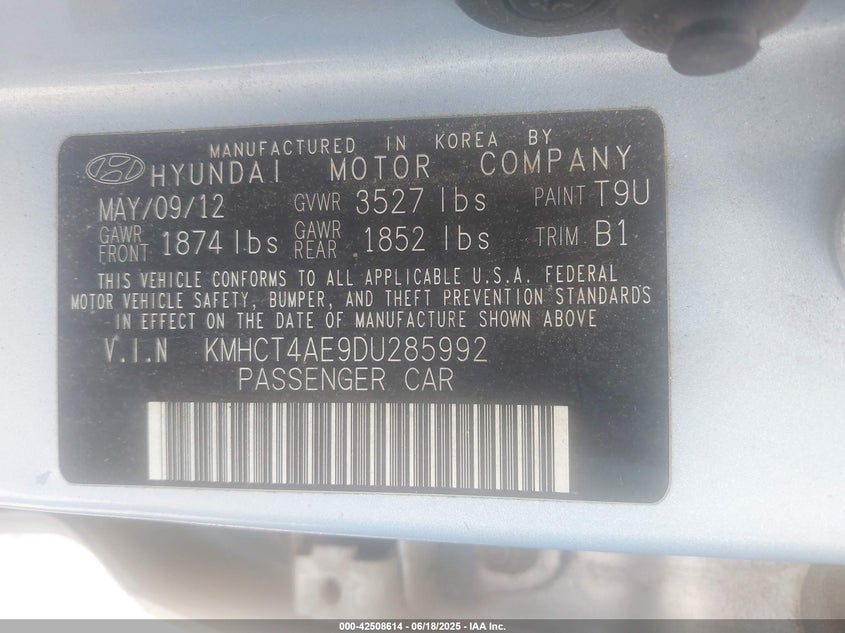 MANUFACTURED IN KOREA BY
HYUNDAI MOTOR COMPANY
MAY/09/12 GVWR 3527 lbs PAINT T9U
GAWR FRONT 1874 lbs GAWR REAR 1852 lbs TRIM B1
THIS VEHICLE CONFORMS TO ALL APPLICABLE U.S.A. FEDERAL
MOTOR VEHICLE SAFETY, BUMPER, AND THEFT PREVENTION STANDARDS
IN EFFECT ON THE DATE OF MANUFACTURE SHOWN ABOVE
V.I.N KMHCT4AE9DU285992
PASSENGER CAR
000-42508614 - 06/18/2025 - IAA Inc.